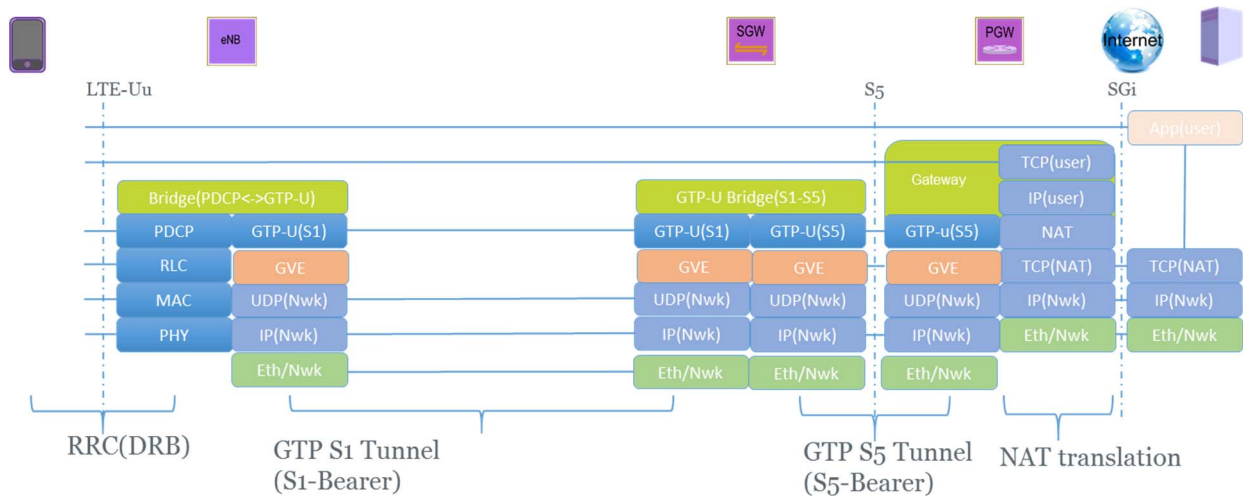 eNB
SGW
PGW
Internet
LTE-Uu
S5
SGi
App(user)
TCP(user)
Gateway
Bridge(PDCP<->GTP-U)
GTP-U Bridge(S1-S5)
IP(user)
PDCP
GTP-U(S1)
GTP-U(S1)
GTP-U(S5)
GTP-u(S5)
NAT
RLC
GVE
GVE
GVE
GVE
TCP(NAT)
TCP(NAT)
MAC
UDP(Nwk)
UDP(Nwk)
UDP(Nwk)
UDP(Nwk)
IP(Nwk)
IP(Nwk)
PHY
IP(Nwk)
IP(Nwk)
IP(Nwk)
IP(Nwk)
Eth/Nwk
Eth/Nwk
Eth/Nwk
Eth/Nwk
Eth/Nwk
Eth/Nwk
RRC(DRB)
GTP S1 Tunnel
(S1-Bearer)
GTP S5 Tunnel
(S5-Bearer)
NAT translation